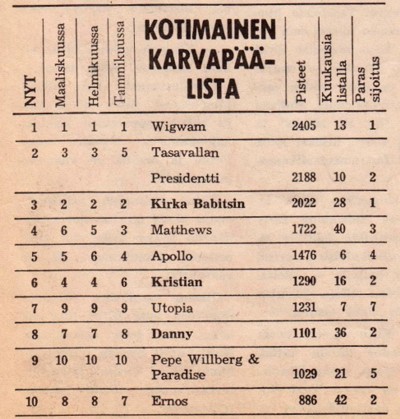 NYT Maaliskuussa Helmikuussa Tammikuussa KOTIMAINEN KARVAPÄÄ- LISTA Pisteet Kuukausia listalla Paras sijoitus
1 1 1 1 Wigwam 2405 13 1
2 3 3 5 Tasavallan
Presidentti 2188 10 2
3 2 2 2 Kirka Babitsin 2022 28 1
4 6 5 3 Matthews 1722 40 3
5 5 6 4 Apollo 1476 6 4
6 4 4 6 Kristian 1290 16 2
7 9 9 9 Utopia 1231 7 7
8 7 7 8 Danny 1101 36 2
9 10 10 10 Pepe Willberg &
Paradise 1029 21 5
10 8 8 7 Ernos 886 42 2